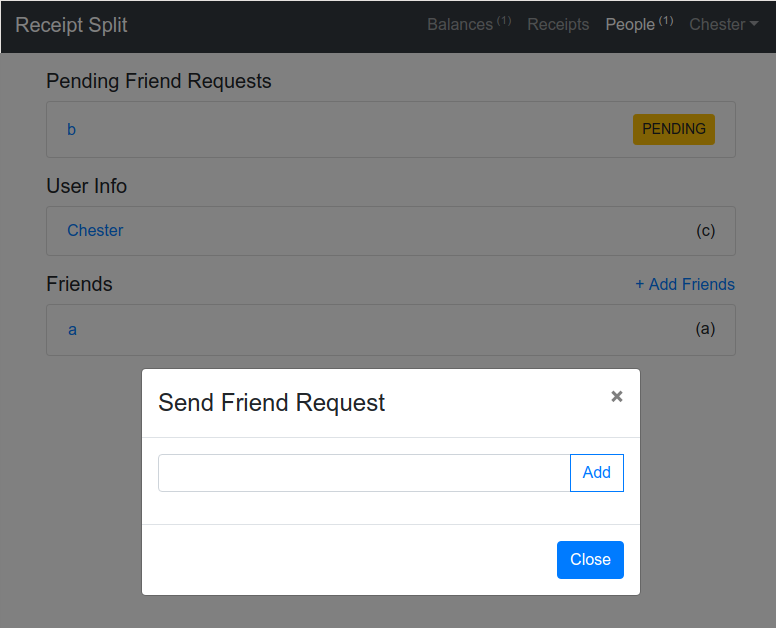 Receipt Split Balances (1) Receipts People (1) Chester
Pending Friend Requests
b PENDING
User Info
Chester (c)
Friends + Add Friends
a (a)
Send Friend Request ×
Add
Close